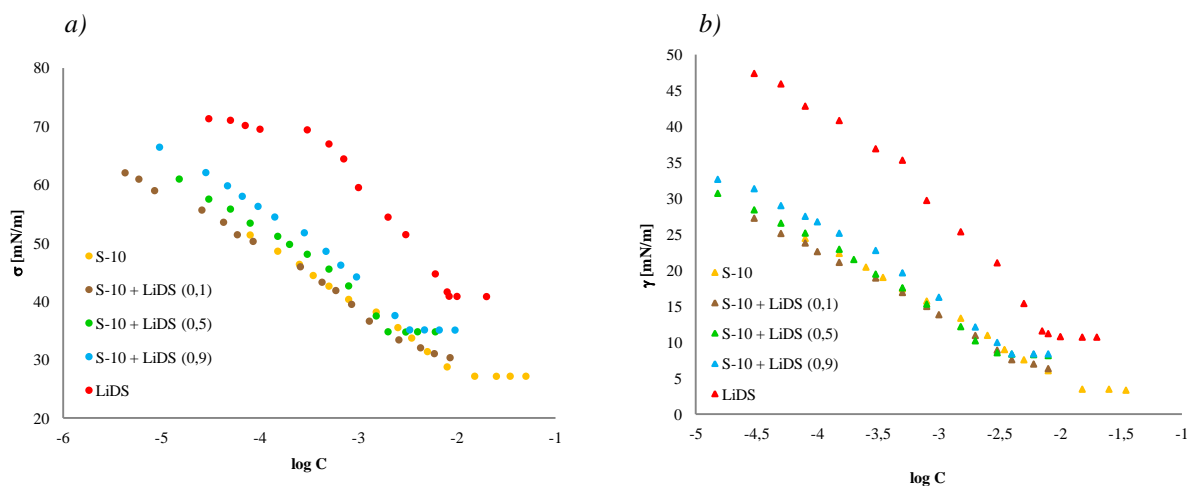 a)
80
70
60
50
40
30
20
σ [mN/m]
S-10
S-10 + LiDS (0,1)
S-10 + LiDS (0,5)
S-10 + LiDS (0,9)
LiDS
-6 -5 -4 -3 -2 -1
log C
b)
50
45
40
35
30
25
20
15
10
5
0
γ [mN/m]
S-10
S-10 + LiDS (0,1)
S-10 + LiDS (0,5)
S-10 + LiDS (0,9)
LiDS
-5 -4,5 -4 -3,5 -3 -2,5 -2 -1,5 -1
log C